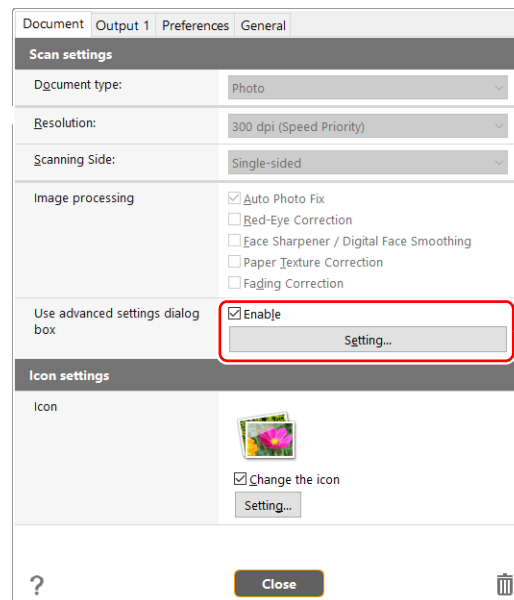 Document Output 1 Preferences General
Scan settings
Document type: Photo
Resolution: 300 dpi (Speed Priority)
Scanning Side: Single-sided
Image processing Auto Photo Fix
Red-Eye Correction
Face Sharpener / Digital Face Smoothing
Paper Texture Correction
Fading Correction
Use advanced settings dialog Enable
box
Setting...
Icon settings
Icon
Change the icon
Setting...
? Close